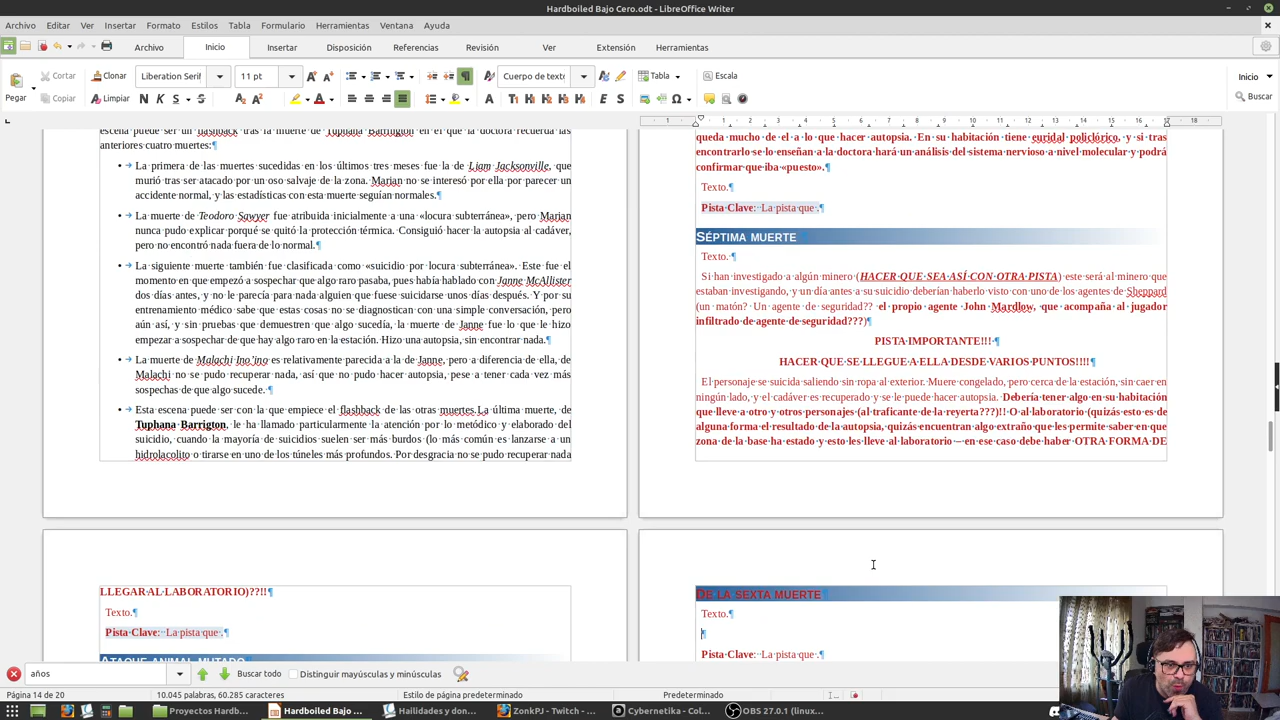 Hardboiled Bajo Cero.odt - LibreOffice Writer
Archivo Editar Ver Insertar Formato Estilos Tabla Formulario Herramientas Ventana Ayuda
Archivo Inicio Insertar Disposición Referencias Revisión Ver Extensión Herramientas
Pegar Cortar Clonar Liberation Serif 11 pt Cuerpo de texto Tabla Escala Inicio
Copiar Limpiar Buscar
escena puede ser un flashback tras la muerte de Tuphana Barrington en el que la doctora recuerda las
anteriores cuatro muertes:¶
• La primera de las muertes sucedidas en los últimos tres meses fue la de Liam Jacksonville, que
murió tras ser atacado por un oso salvaje de la zona. Marian no se interesó por ella por parecer un
accidente normal, y las estadísticas con esta muerte seguían normales.¶
• La muerte de Teodoro Sawyer fue atribuida inicialmente a una «locura subterránea», pero Marian
nunca pudo explicar porqué se quitó la protección térmica. Consiguió hacer la autopsia al cadáver,
pero no encontró nada fuera de lo normal.¶
• La siguiente muerte también fue clasificada como «suicidio por locura subterránea». Este fue el
momento en que empezó a sospechar que algo raro pasaba, pues había hablado con Janne McAllister
dos días antes, y no le parecía para nada alguien que fuese suicidarse unos días después. Y por su
entrenamiento médico sabe que estas cosas no se diagnostican con una simple conversación, pero
aún así, y sin pruebas que demuestren que algo sucedía, la muerte de Janne fue lo que le hizo
empezar a sospechar de que hay algo raro en la estación. Hizo una autopsia, sin encontrar nada.¶
• La muerte de Malachi Ino'ino es relativamente parecida a la de Janne, pero a diferencia de ella, de
Malachi no se pudo recuperar nada, así que no pudo hacer autopsia, pese a tener cada vez más
sospechas de que algo sucede. ¶
• Esta escena puede ser con la que empiece el flashback de las otras muertes.La última muerte, de
Tuphana Barrigton, le ha llamado particularmente la atención por lo metódico y elaborado del
suicidio, cuando la mayoría de suicidios suelen ser más burdos (lo más común es lanzarse a un
hidrolacolito o tirarse en uno de los túneles más profundos. Por desgracia no se pudo recuperar nada
queda mucho de el a lo que hacer autopsia. En su habitación tiene euridal policlórico, y si tras
encontrarlo se lo enseñan a la doctora hará un análisis del sistema nervioso a nivel molecular y podrá
confirmar que iba «puesto».¶
Texto.¶
Pista Clave: La pista que .¶
SÉPTIMA MUERTE
Texto. ¶
Si han investigado a algún minero (HACER QUE SEA ASÍ CON OTRA PISTA) este será al minero que
estaban investigando, y un día antes a su suicidio deberían haberlo visto con uno de los agentes de Sheppard
(un matón? Un agente de seguridad?? el propio agente John Mardlow, que acompaña al jugador
infiltrado de agente de seguridad???)¶
PISTA IMPORTANTE!!! ¶
HACER QUE SE LLEGUE A ELLA DESDE VARIOS PUNTOS!!!!¶
El personaje se suicida saliendo sin ropa al exterior. Muere congelado, pero cerca de la estación, sin caer en
ningún lado, y el cadáver es recuperado y se le puede hacer autopsia. Debería tener algo en su habitación
que lleve a otro y otros personajes (al traficante de la reyerta???)!! O al laboratorio (quizás esto es de
alguna forma el resultado de la autopsia, quizás encuentran algo extraño que les permite saber en que
zona de la base ha estado y esto les lleve al laboratorio – en ese caso debe haber OTRA FORMA DE
LLEGAR AL LABORATORIO)??!!¶
Texto.¶
Pista Clave: La pista que .¶
ATAQUE ANIMAL MUTADO
DE LA SEXTA MUERTE
Texto.¶
¶
Pista Clave: La pista que .¶
años Buscar todo Distinguir mayúsculas y minúsculas
Página 14 de 20 10.045 palabras, 60.285 caracteres Estilo de página predeterminado Predeterminado
Proyectos Hardb... Hardboiled Bajo ... Hailidades y don... ZonkPJ - Twitch - ... Cybernetika - Col... OBS 27.0.1 (linux...